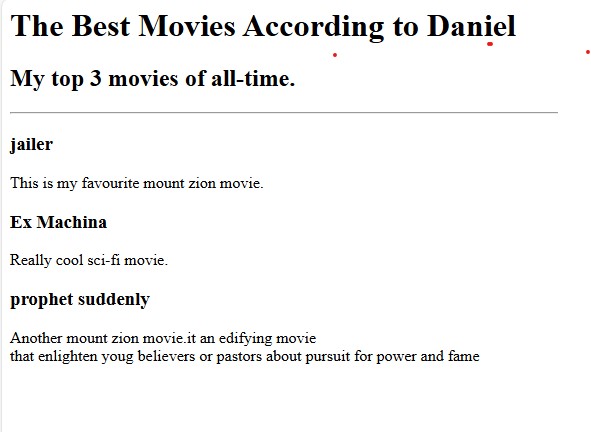 The Best Movies According to Daniel
My top 3 movies of all-time.
jailer
This is my favourite mount zion movie.
Ex Machina
Really cool sci-fi movie.
prophet suddenly
Another mount zion movie.it an edifying movie
that enlighten youg believers or pastors about pursuit for power and fame